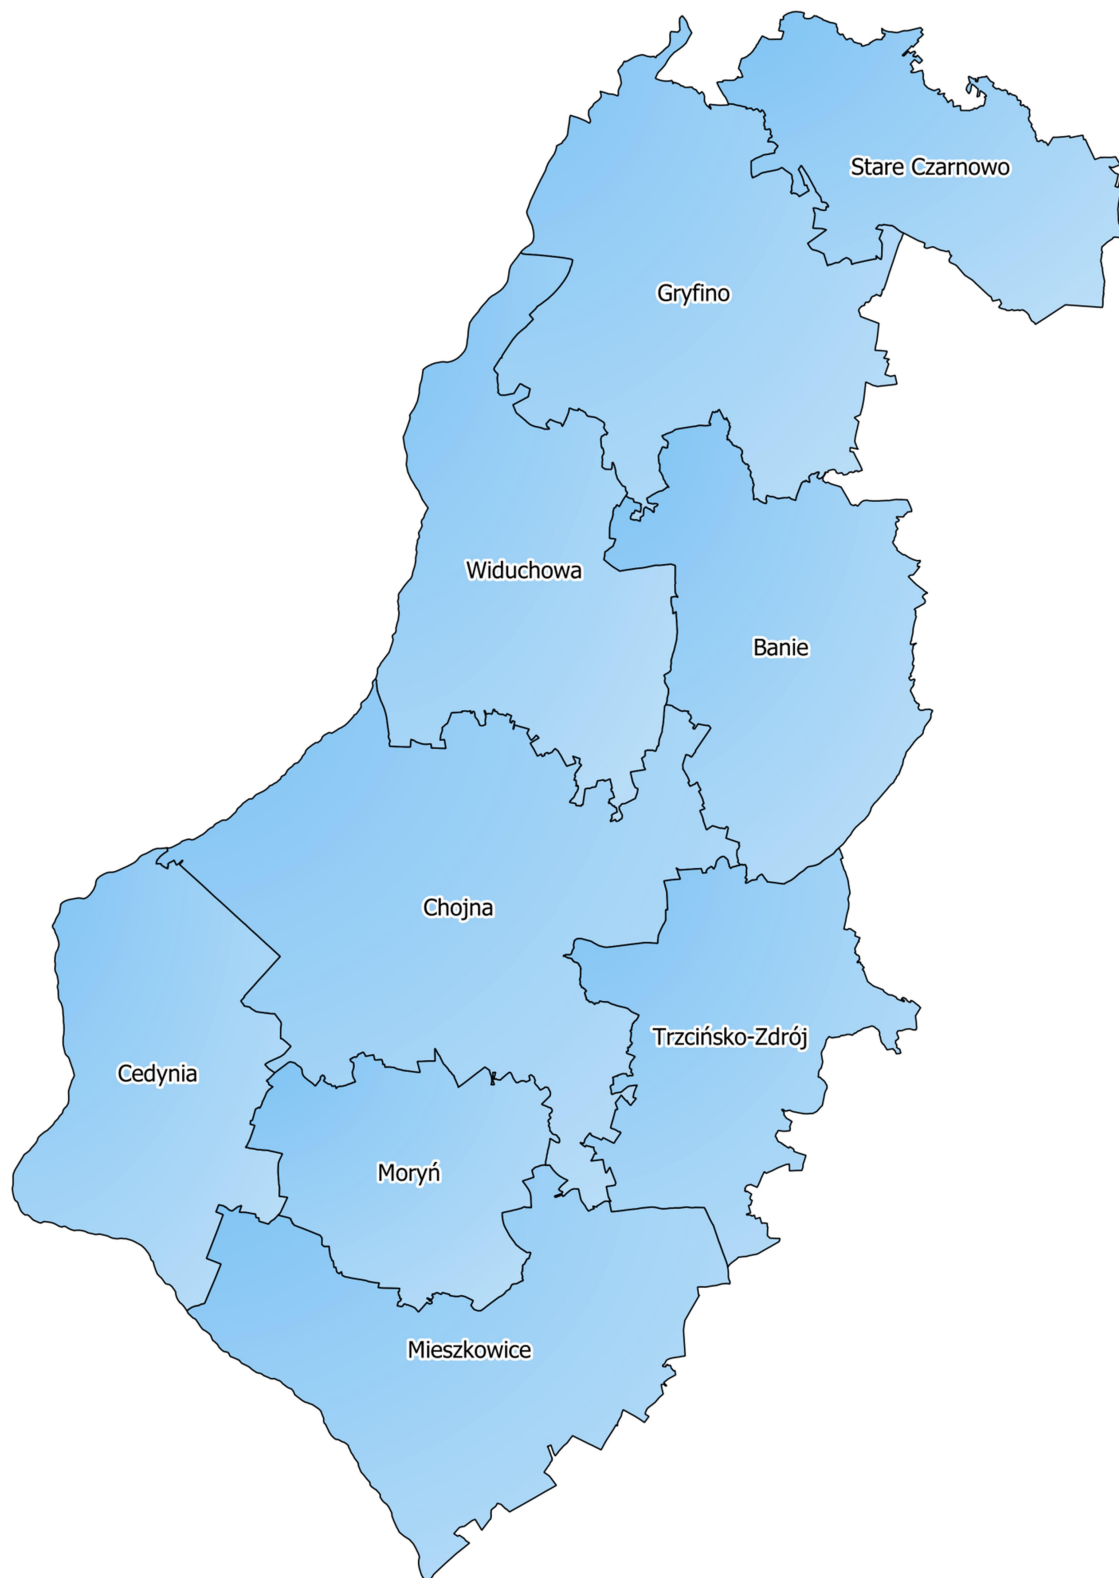 Stare Czarnowo
Gryfino
Widuchowa
Banie
Chojna
Trzcińsko-Zdrój
Cedynia
Moryń
Mieszkowice